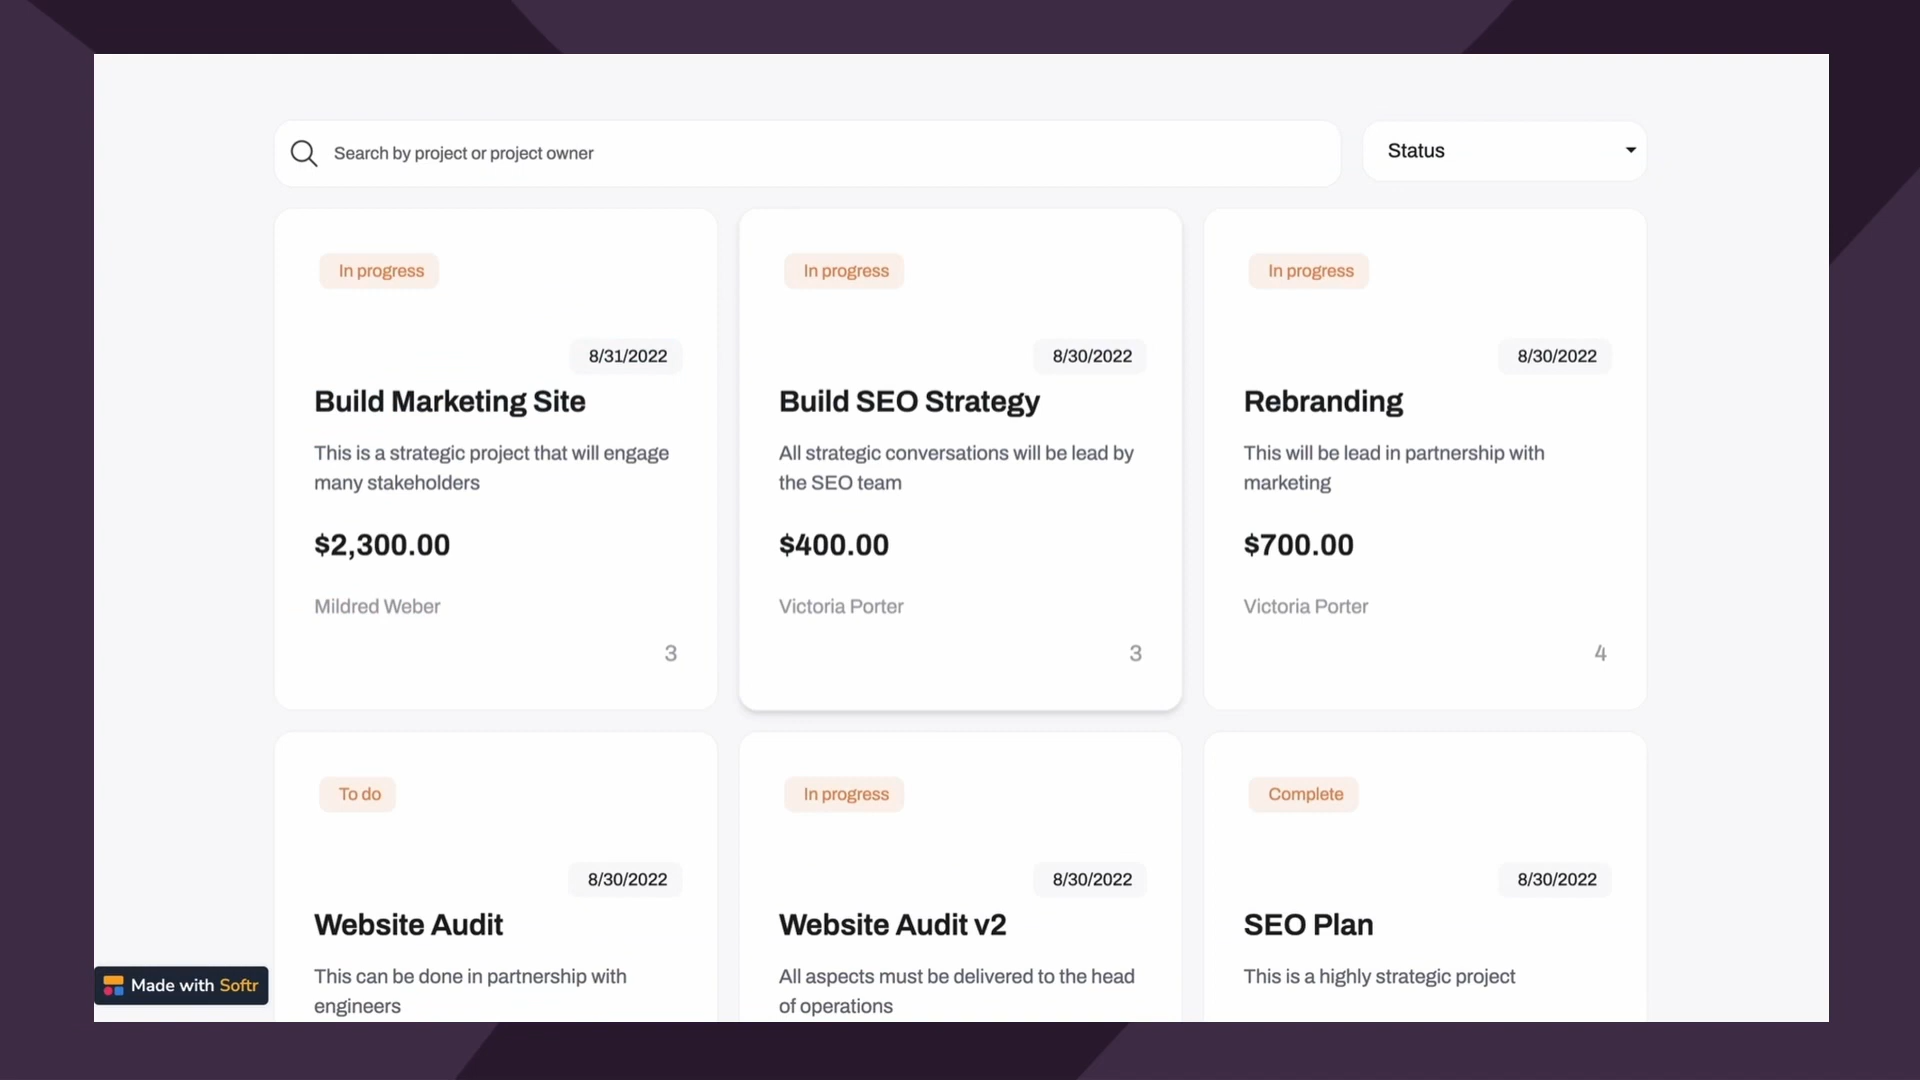 Search by project or project owner
Status
In progress
8/31/2022
Build Marketing Site
This is a strategic project that will engage
many stakeholders
$2,300.00
Mildred Weber
3
In progress
8/30/2022
Build SEO Strategy
All strategic conversations will be lead by
the SEO team
$400.00
Victoria Porter
3
In progress
8/30/2022
Rebranding
This will be lead in partnership with
marketing
$700.00
Victoria Porter
4
To do
8/30/2022
Website Audit
This can be done in partnership with
engineers
In progress
8/30/2022
Website Audit v2
All aspects must be delivered to the head
of operations
Complete
8/30/2022
SEO Plan
This is a highly strategic project
Made with Softr